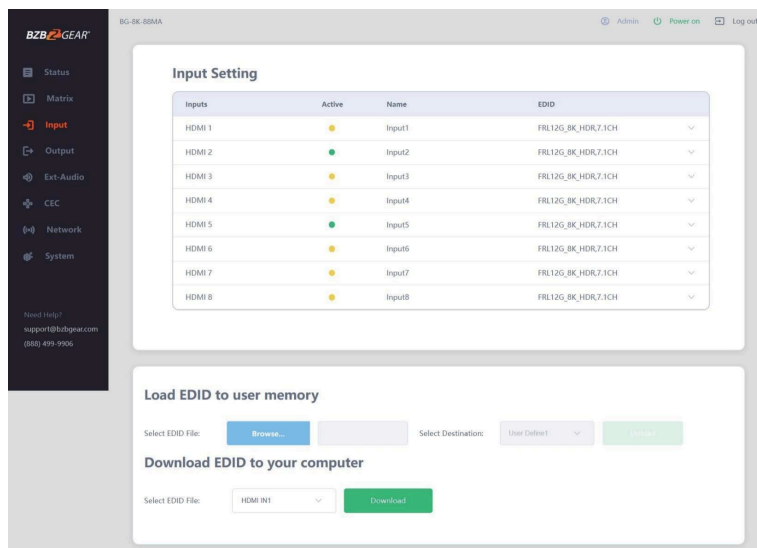 BG-8K-88MA
Admin
Power on
Log out
BZBGEAR
Status
Matrix
Input
Output
Ext-Audio
CEC
Network
System
Need Help?
support@bzbgear.com
(888) 499-9906
Input Setting
Inputs Active Name EDID
HDMI 1 Input1 FRL12G_8K_HDR,7.1CH
HDMI 2 Input2 FRL12G_8K_HDR,7.1CH
HDMI 3 Input3 FRL12G_8K_HDR,7.1CH
HDMI 4 Input4 FRL12G_8K_HDR,7.1CH
HDMI 5 Input5 FRL12G_8K_HDR,7.1CH
HDMI 6 Input6 FRL12G_8K_HDR,7.1CH
HDMI 7 Input7 FRL12G_8K_HDR,7.1CH
HDMI 8 Input8 FRL12G_8K_HDR,7.1CH
Load EDID to user memory
Select EDID File: Browse... Select Destination: User Define1
Download EDID to your computer
Select EDID File: HDMI IN1 Download